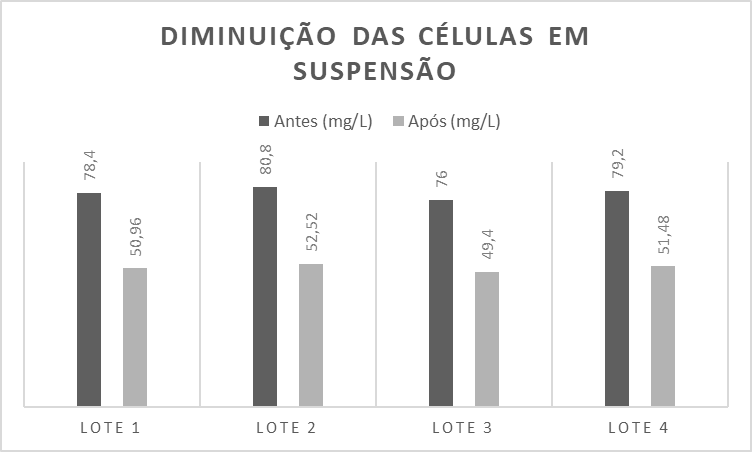 DIMINUIÇÃO DAS CÉLULAS EM
SUSPENSÃO
Antes (mg/L) Após (mg/L)
78,4
50,96
80,8
52,52
76
49,4
79,2
51,48
LOTE 1
LOTE 2
LOTE 3
LOTE 4